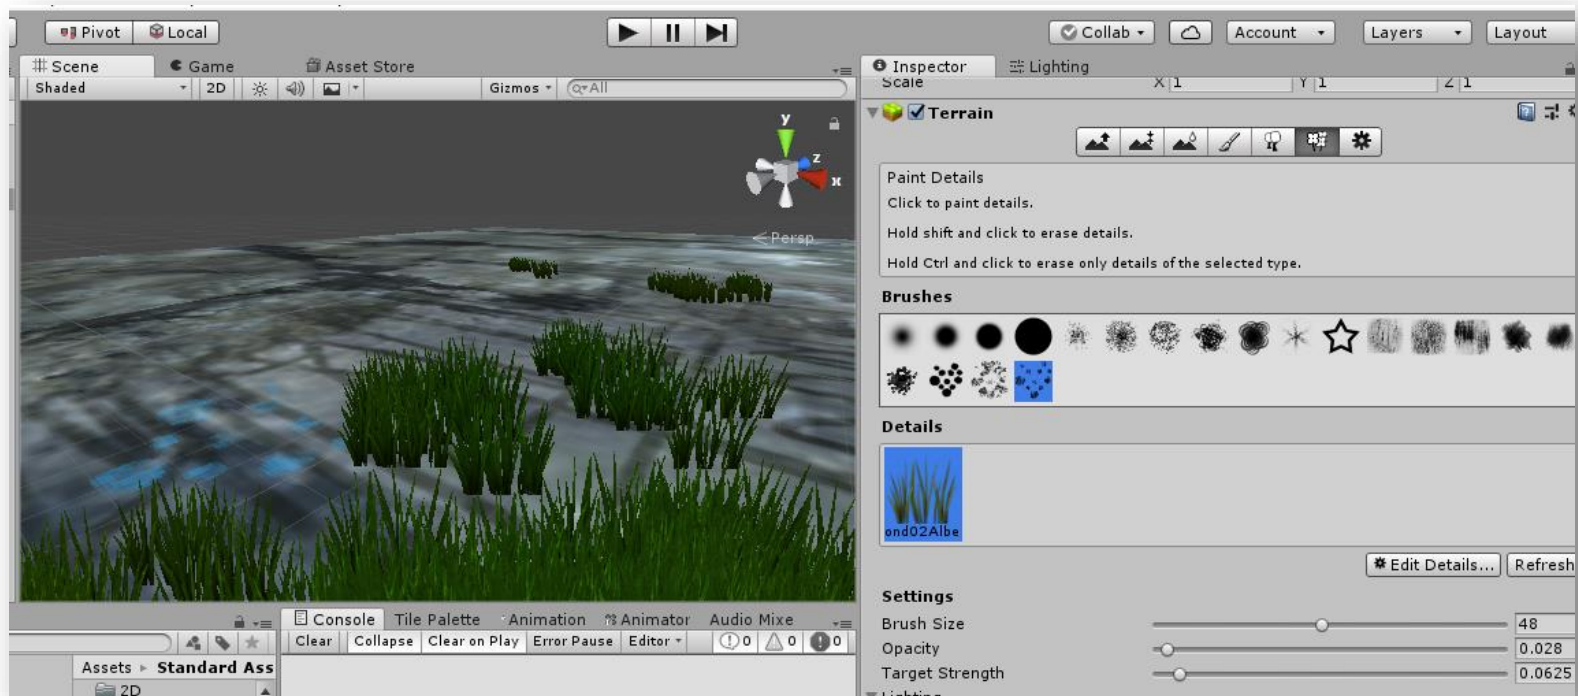 Pivot Local Collab Account Layers Layout
Scene Game Asset Store Inspector Lighting
Shaded 2D Gizmos All
Scale X 1 Y 1 Z 1
Terrain
y
z
x
Persp
Paint Details
Click to paint details.
Hold shift and click to erase details.
Hold Ctrl and click to erase only details of the selected type.
Brushes
Details
ond02Albe
Edit Details... Refresh
Settings
Brush Size 48
Opacity 0.028
Target Strength 0.0625
Lighting
Console Tile Palette Animation Animator Audio Mixe
Clear Collapse Clear on Play Error Pause Editor 0 0 0
Assets Standard Ass
2D